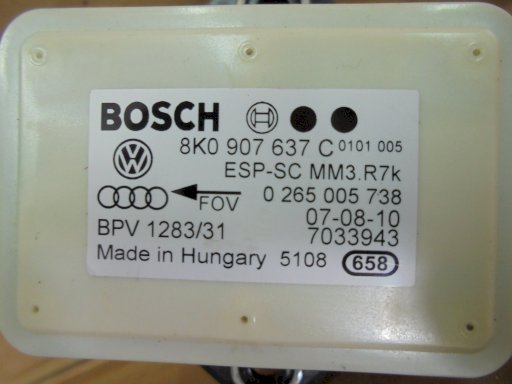 BOSCH
8K0 907 637 C 0101 005
ESP-SC MM3.R7k
FOV 0 265 005 738
07-08-10
BPV 1283/31 7033943
Made in Hungary 5108 658